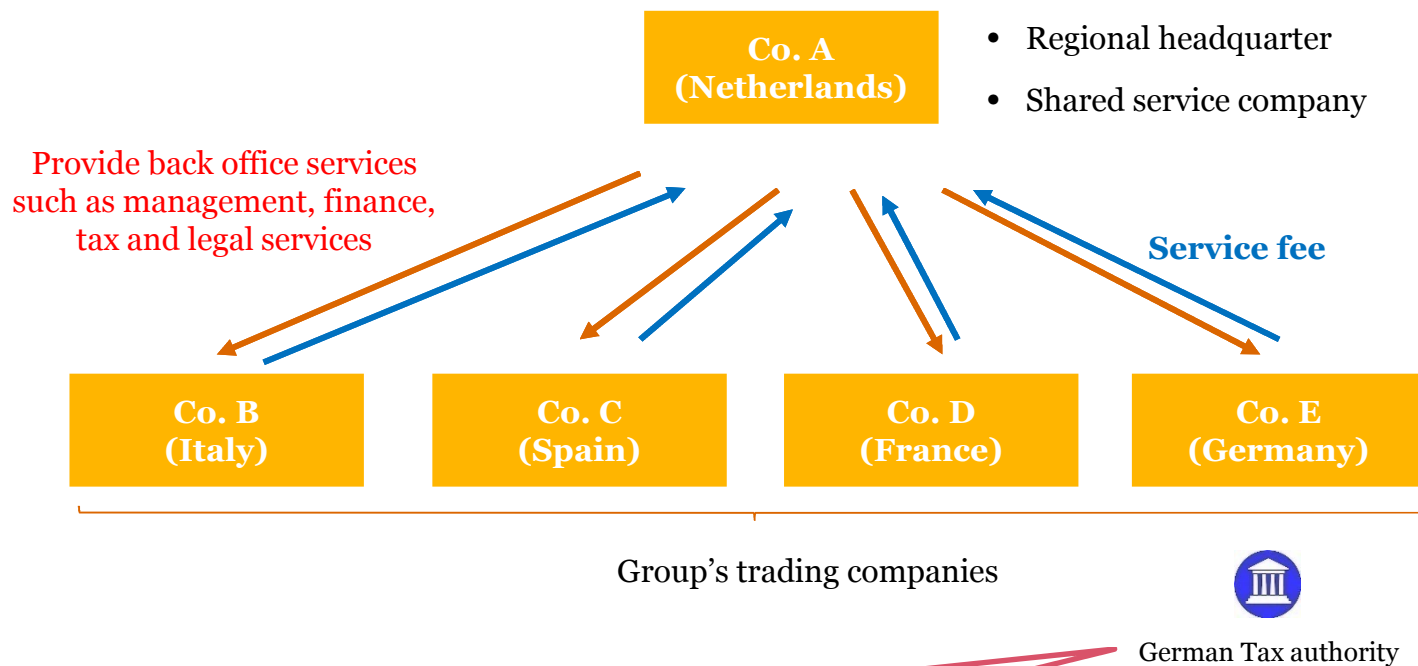 Co. A
(Netherlands)
• Regional headquarter
• Shared service company
Provide back office services
such as management, finance,
tax and legal services
Service fee
Co. B
(Italy)
Co. C
(Spain)
Co. D
(France)
Co. E
(Germany)
Group’s trading companies
German Tax authority